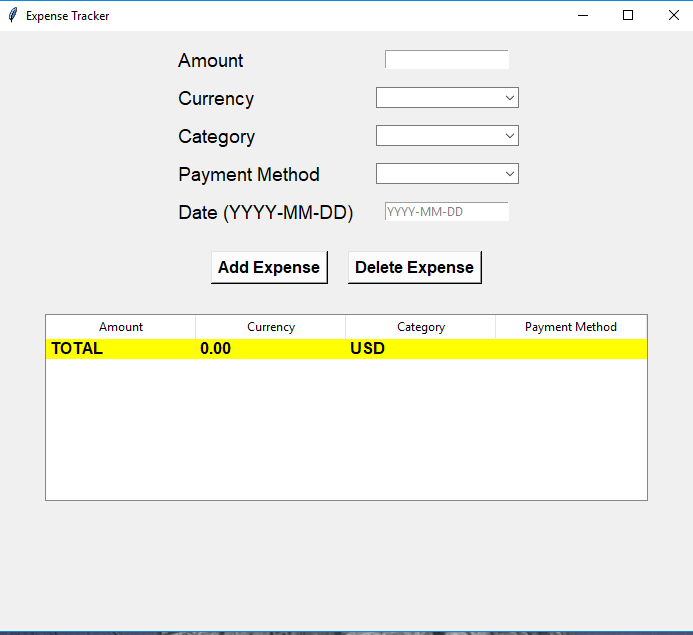 Expense Tracker
Amount
Currency
Category
Payment Method
Date (YYYY-MM-DD) YYYY-MM-DD
Add Expense Delete Expense
Amount Currency Category Payment Method
TOTAL 0.00 USD